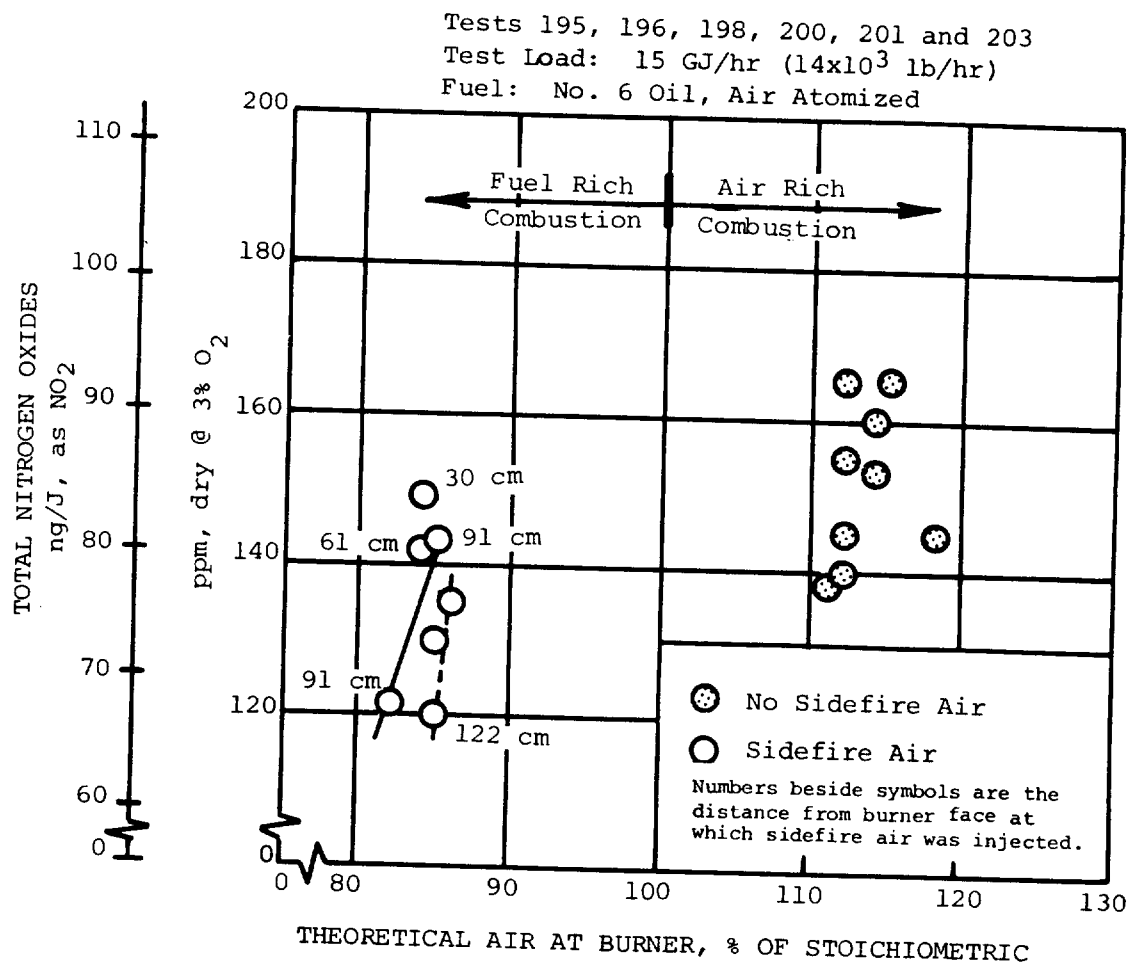 Tests 195, 196, 198, 200, 201 and 203
Test Load: 15 GJ/hr (14x10³ lb/hr)
Fuel: No. 6 Oil, Air Atomized
TOTAL NITROGEN OXIDES
ng/J, as NO₂
110
100
90
80
70
60
0
ppm, dry @ 3% O₂
200
180
160
140
120
0
Fuel Rich
Combustion
Air Rich
Combustion
30 cm
61 cm
91 cm
91 cm
122 cm
No Sidefire Air
Sidefire Air
Numbers beside symbols are the
distance from burner face at
which sidefire air was injected.
0 80 90 100 110 120 130
THEORETICAL AIR AT BURNER, % OF STOICHIOMETRIC